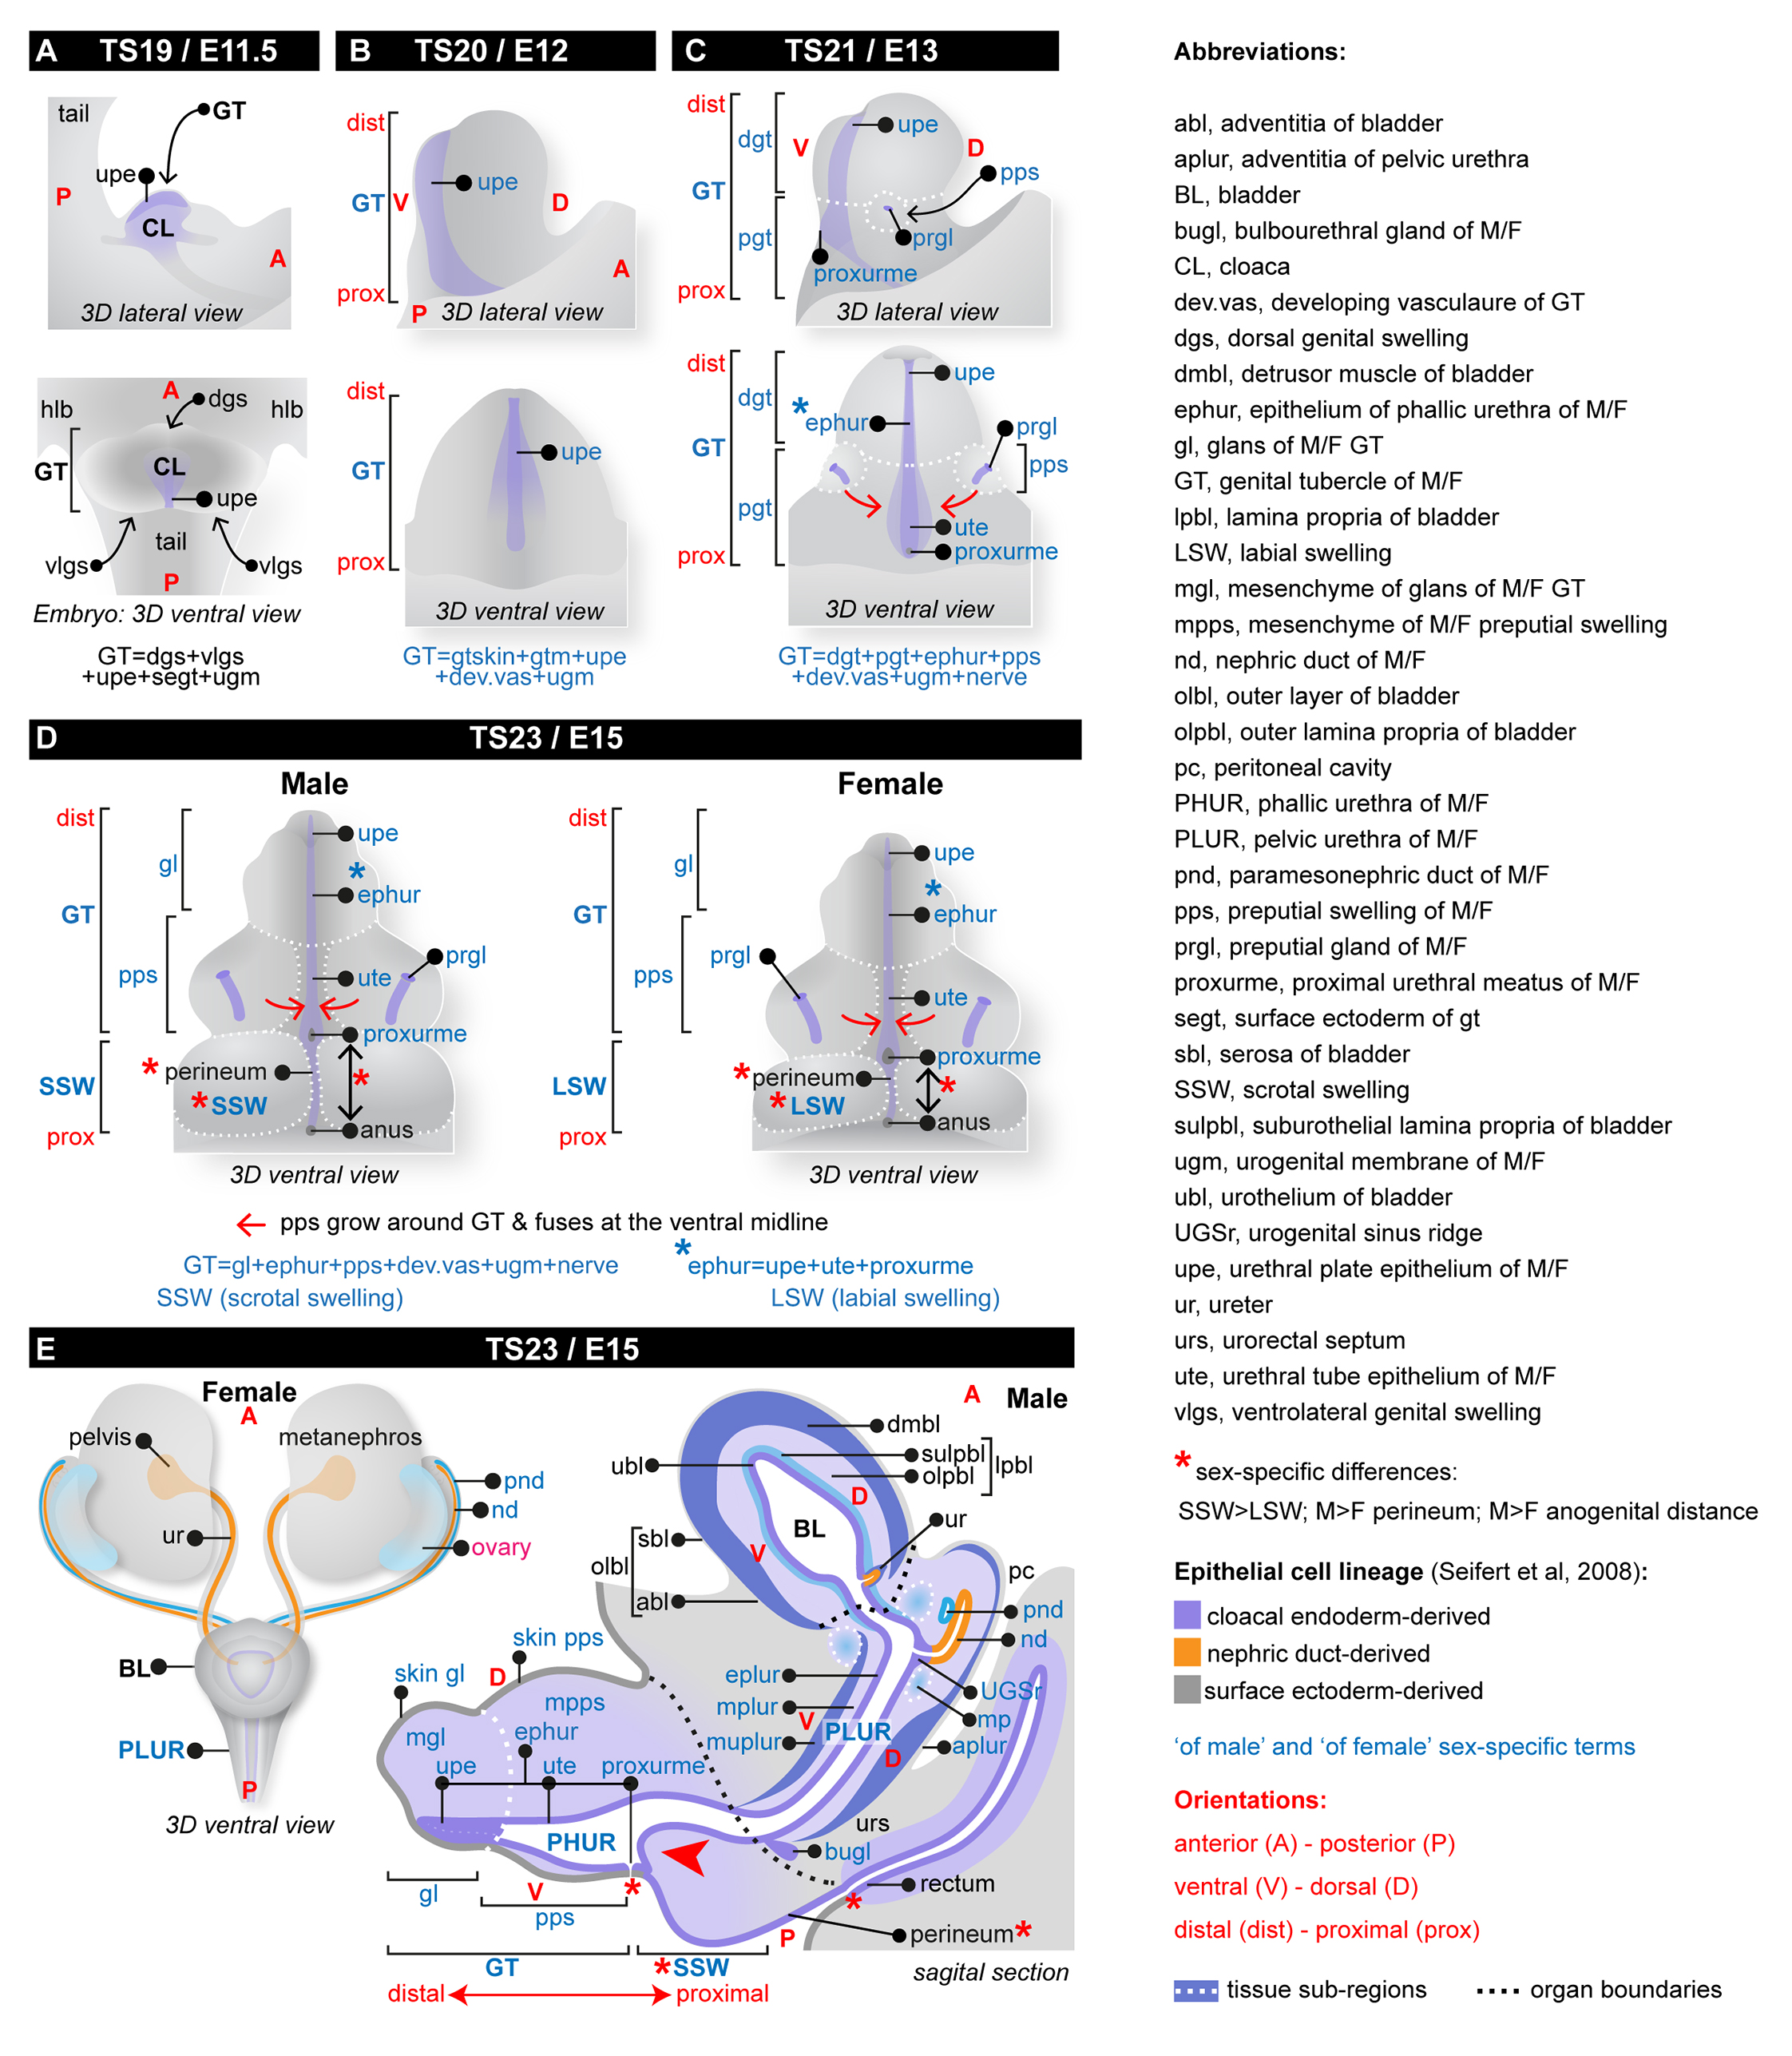 A TS19 / E11.5
tail
GT
upe
P
CL
A
3D lateral view
A
dgs
hlb
hlb
GT
CL
upe
tail
vlgs
vlgs
P
Embryo: 3D ventral view
GT=dgs+vlgs
+upe+segt+ugm
B TS20 / E12
dist
upe
GT
V
D
A
prox
P
3D lateral view
dist
upe
GT
prox
3D ventral view
GT=gtskin+gtm+upe
+dev.vas+ugm
C TS21 / E13
dist
dgt
upe
V
D
pps
GT
pgt
prgl
proxurme
prox
3D lateral view
dist
upe
dgt
*
ephur
prgl
GT
pps
pgt
ute
proxurme
prox
3D ventral view
GT=dgt+pgt+ephur+pps
+dev.vas+ugm+nerve
D TS23 / E15
Male
dist
upe
gl
*
ephur
GT
prgl
pps
ute
proxurme
* perineum
*
SSW
* SSW
prox
anus
3D ventral view
Female
dist
upe
gl
*
ephur
GT
prgl
pps
ute
proxurme
* perineum
*
LSW
* LSW
prox
anus
3D ventral view
← pps grow around GT & fuses at the ventral midline
GT=gl+ephur+pps+dev.vas+ugm+nerve
*ephur=upe+ute+proxurme
SSW (scrotal swelling)
LSW (labial swelling)
E TS23 / E15
Female
A
pelvis
metanephros
pnd
nd
ur
ovary
BL
PLUR
P
3D ventral view
A Male
dmbl
sulpbl
ubl
olpbl
lpbl
D
BL
ur
sbl
V
olbl
pc
abl
pnd
nd
skin pps
skin gl
D
eplur
mpps
UGSr
mplur
mgl
ephur
V
PLUR
mp
muplur
aplur
upe
ute
proxurme
D
urs
PHUR
bugl
gl
V
*
rectum
*
pps
perineum*
P
GT
*SSW
sagital section
distal
proximal
Abbreviations:
abl, adventitia of bladder
aplur, adventitia of pelvic urethra
BL, bladder
bugl, bulbourethral gland of M/F
CL, cloaca
dev.vas, developing vasculaure of GT
dgs, dorsal genital swelling
dmbl, detrusor muscle of bladder
ephur, epithelium of phallic urethra of M/F
gl, glans of M/F GT
GT, genital tubercle of M/F
lpbl, lamina propria of bladder
LSW, labial swelling
mgl, mesenchyme of glans of M/F GT
mpps, mesenchyme of M/F preputial swelling
nd, nephric duct of M/F
olbl, outer layer of bladder
olpbl, outer lamina propria of bladder
pc, peritoneal cavity
PHUR, phallic urethra of M/F
PLUR, pelvic urethra of M/F
pnd, paramesonephric duct of M/F
pps, preputial swelling of M/F
prgl, preputial gland of M/F
proxurme, proximal urethral meatus of M/F
segt, surface ectoderm of gt
sbl, serosa of bladder
SSW, scrotal swelling
sulpbl, suburothelial lamina propria of bladder
ugm, urogenital membrane of M/F
ubl, urothelium of bladder
UGSr, urogenital sinus ridge
upe, urethral plate epithelium of M/F
ur, ureter
urs, urorectal septum
ute, urethral tube epithelium of M/F
vlgs, ventrolateral genital swelling
* sex-specific differences:
SSW>LSW; M>F perineum; M>F anogenital distance
Epithelial cell lineage (Seifert et al, 2008):
cloacal endoderm-derived
nephric duct-derived
surface ectoderm-derived
‘of male’ and ‘of female’ sex-specific terms
Orientations:
anterior (A) - posterior (P)
ventral (V) - dorsal (D)
distal (dist) - proximal (prox)
tissue sub-regions
organ boundaries